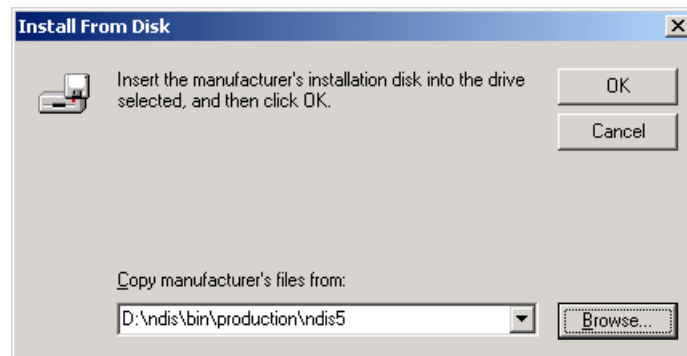 Install From Disk
Insert the manufacturer's installation disk into the drive
selected, and then click OK.
OK
Cancel
Copy manufacturer's files from:
D:\ndis\bin\production\ndis5
Browse...